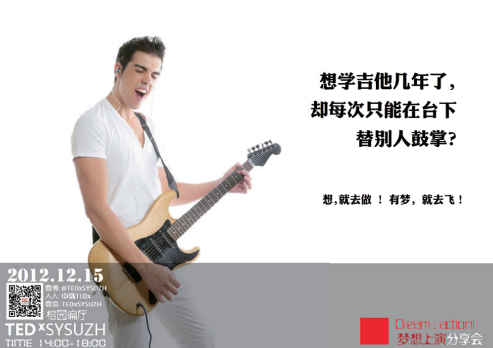 想学吉他几年了，
却每次只能在台下
替别人鼓掌?
想,就去做 ！有梦，就去飞！
2012.12.15
微博: @TEDxSYSUZH
人人: 中珠TEDx
微信: TEDxSYSUZH
榕园偏厅
TEDxSYSUZH
TIME 14:00-18:00
Dream : action!
梦想上演分享会